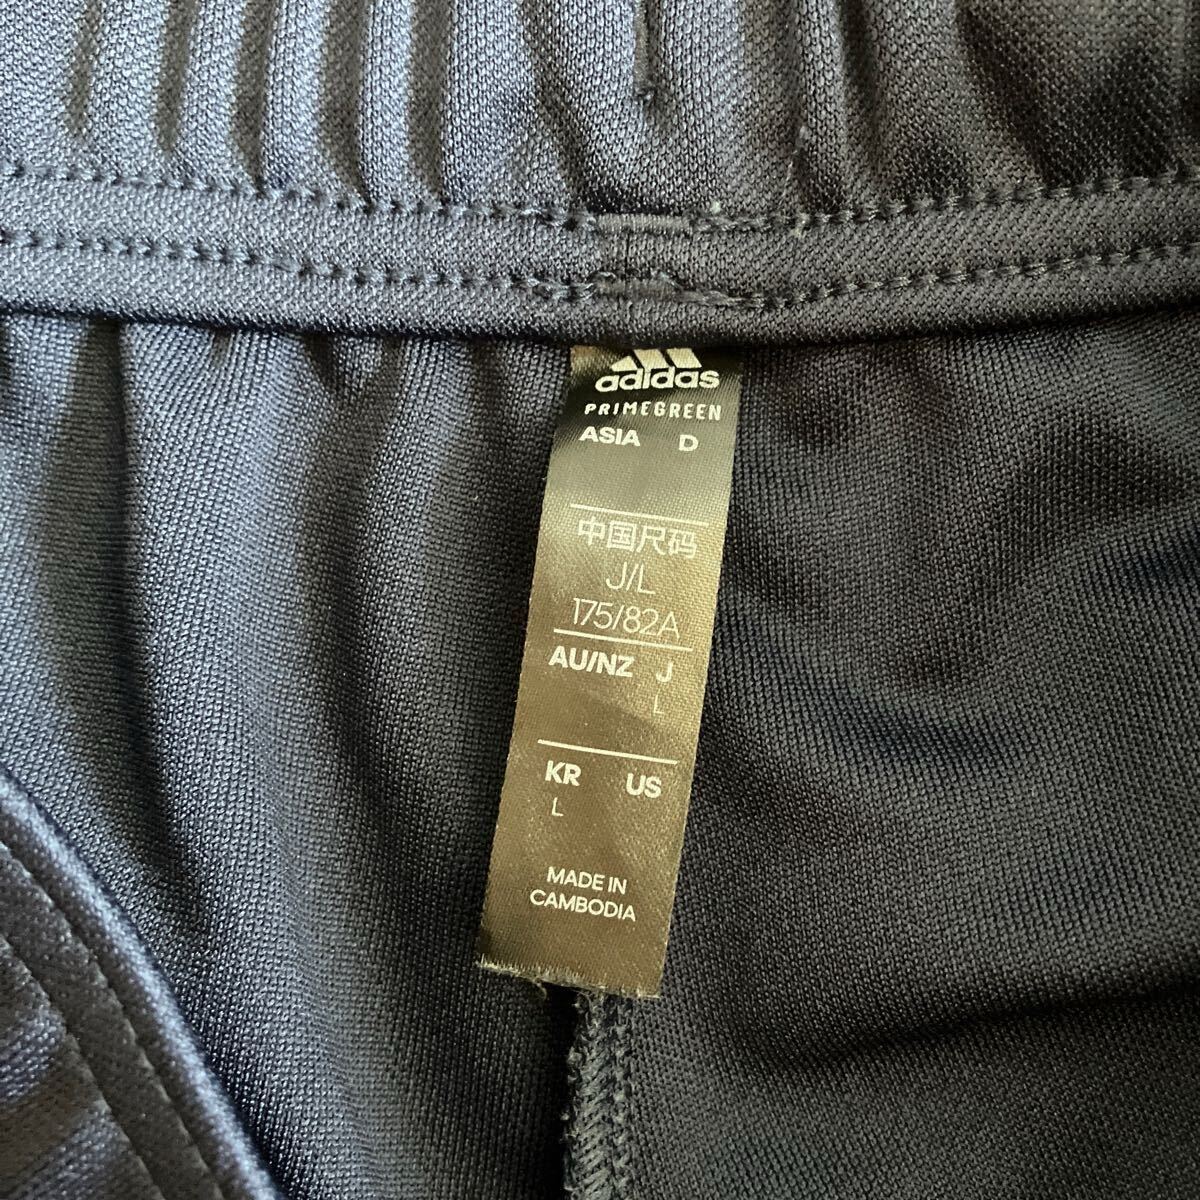 adidas
PRIMEGREEN
ASIA D
中国尺码
J/L
175/82A
AU/NZ J
L
KR US
L
MADE IN
CAMBODIA